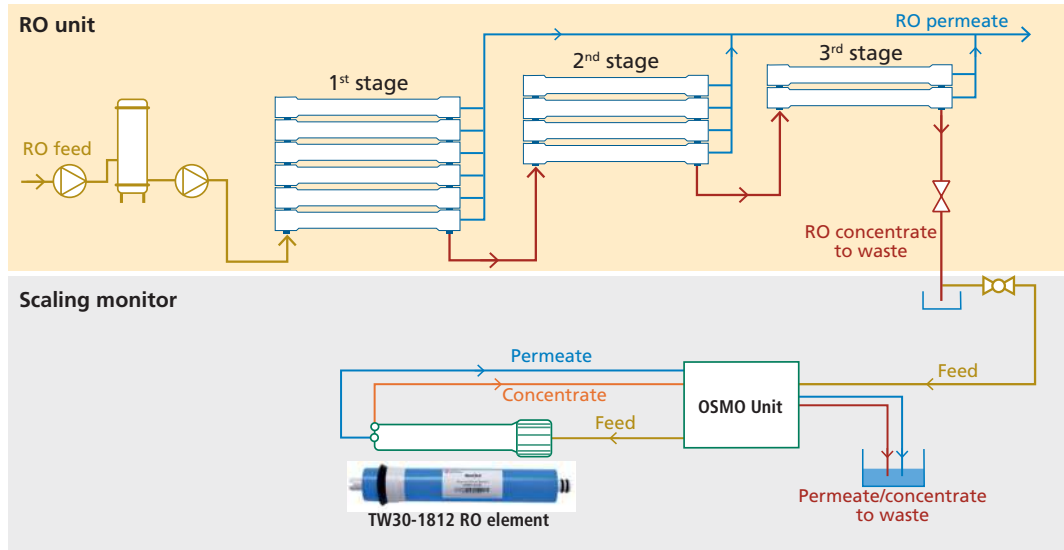 RO unit
RO permeate
1st stage
2nd stage
3rd stage
RO feed
RO concentrate
to waste
Scaling monitor
Permeate
Concentrate
Feed
OSMO Unit
Feed
TW30-1812 RO element
Permeate/concentrate
to waste